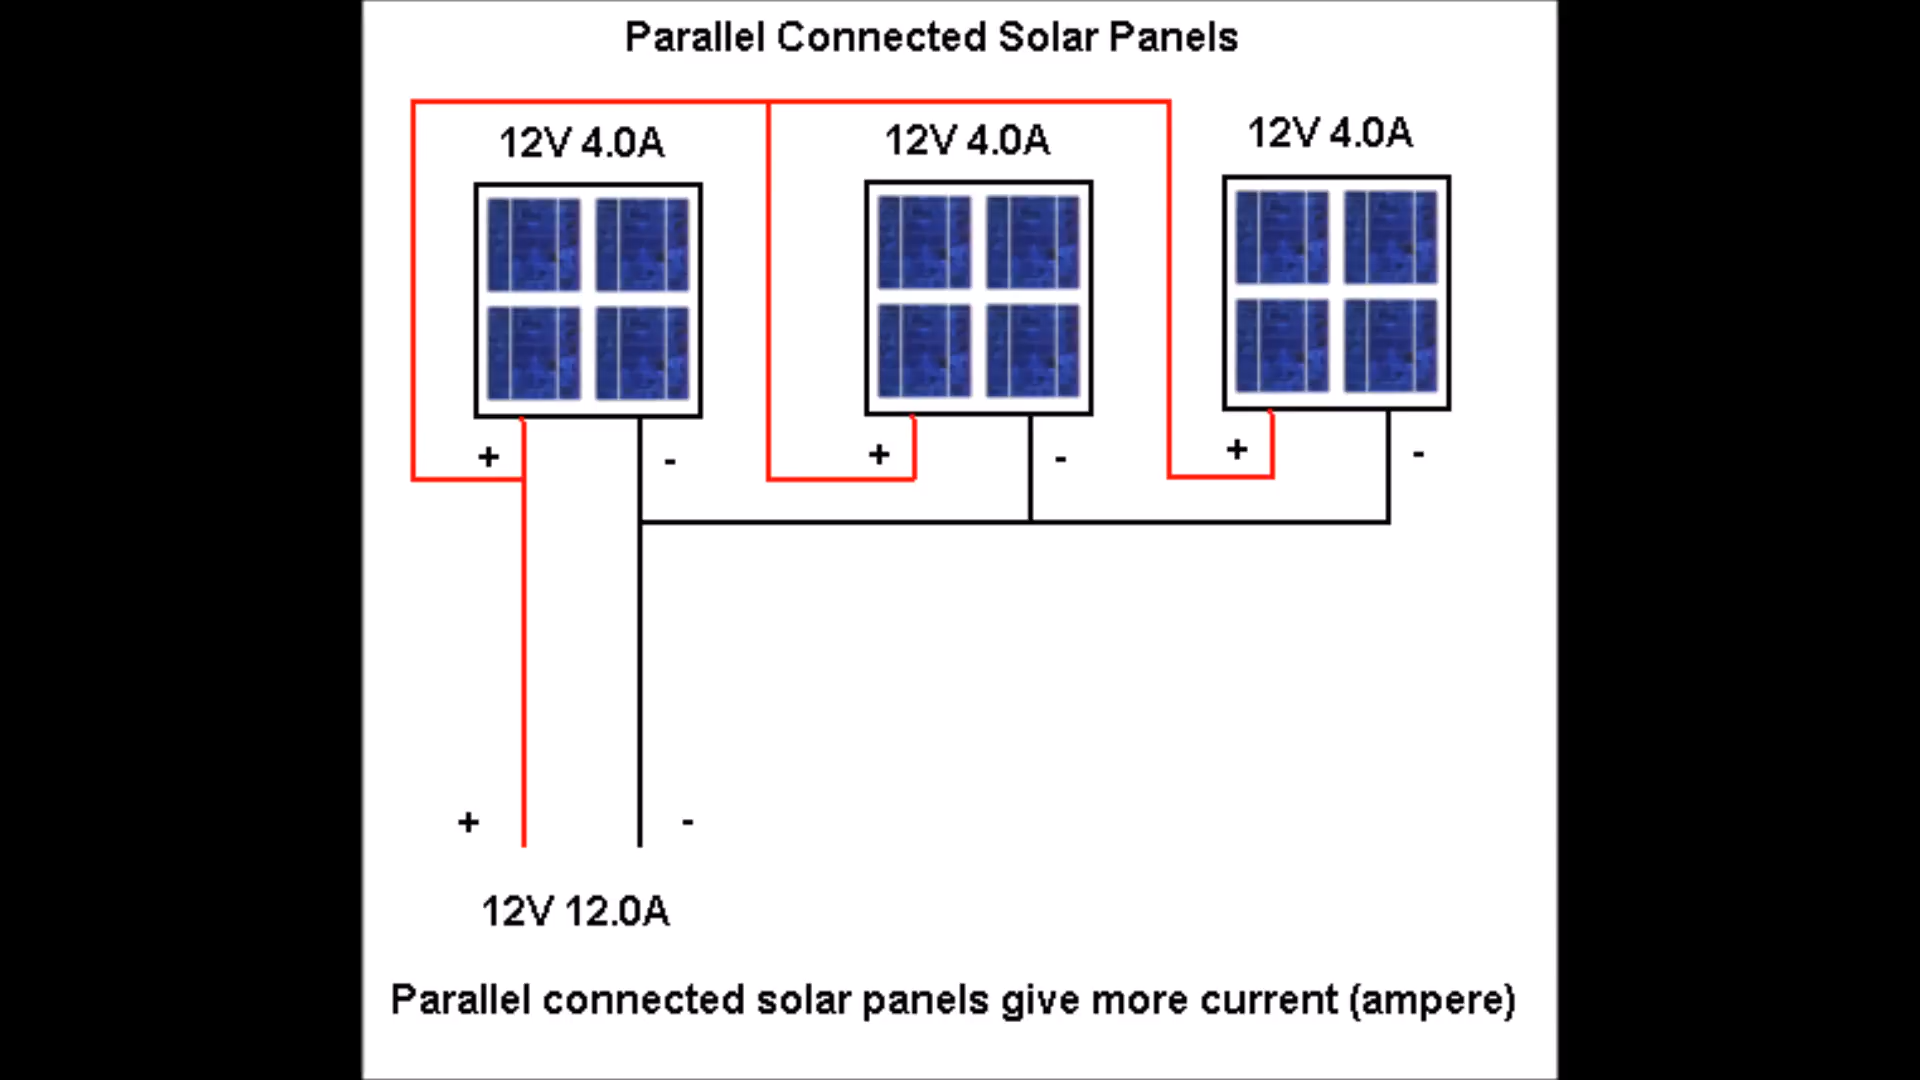 Parallel Connected Solar Panels
12V 4.0A
12V 4.0A
12V 4.0A
+
-
+
-
+
-
+
-
12V 12.0A
Parallel connected solar panels give more current (ampere)